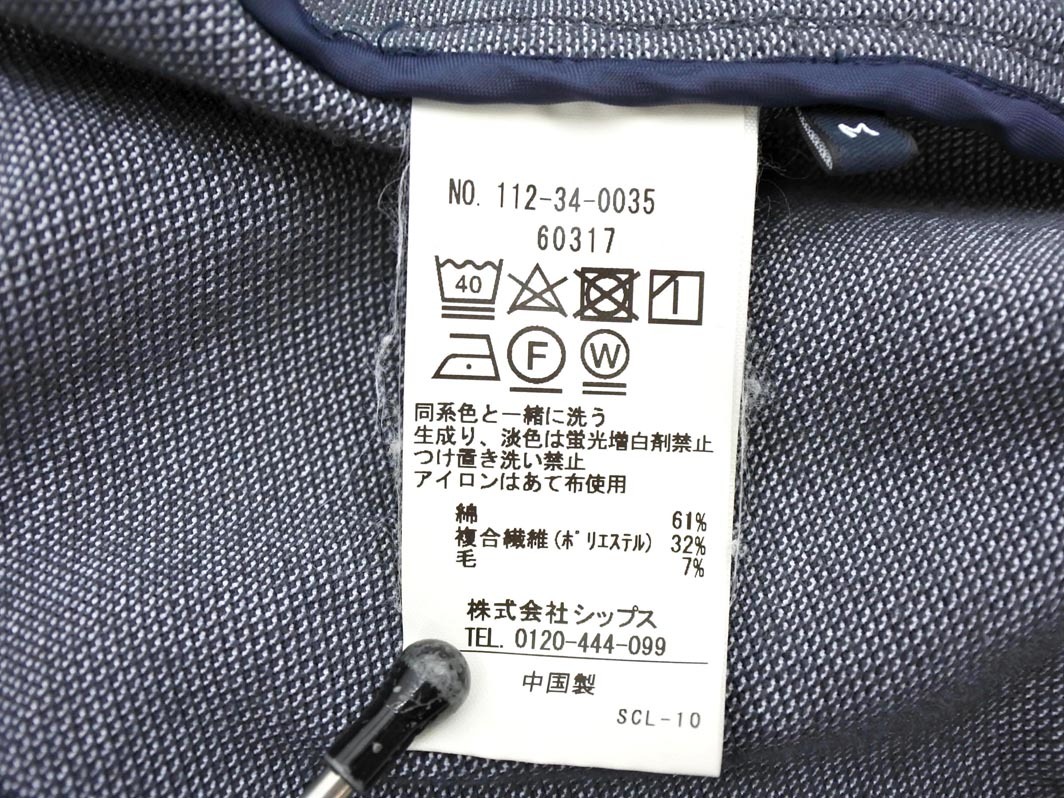 M
NO. 112-34-0035
60317
40
F W
同系色と一緒に洗う
生成り、淡色は蛍光増白剤禁止
つけ置き洗い禁止
アイロンはあて布使用
綿 61%
複合繊維(ﾎﾟﾘｴｽﾃﾙ) 32%
毛 7%
株式会社シップス
TEL. 0120-444-099
中国製
SCL-10